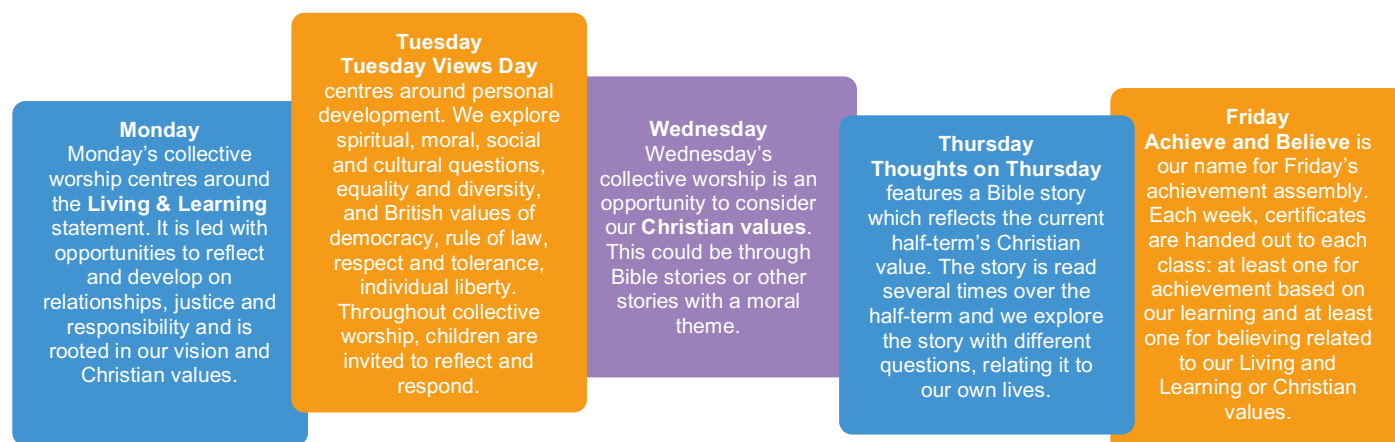 Monday
Monday's collective
worship centres around
the Living & Learning
statement. It is led with
opportunities to reflect
and develop on
relationships, justice and
responsibility and is
rooted in our vision and
Christian values.
Tuesday
Tuesday Views Day
centres around personal
development. We explore
spiritual, moral, social
and cultural questions,
equality and diversity,
and British values of
democracy, rule of law,
respect and tolerance,
individual liberty.
Throughout collective
worship, children are
invited to reflect and
respond.
Wednesday
Wednesday's
collective worship is an
opportunity to consider
our Christian values.
This could be through
Bible stories or other
stories with a moral
theme.
Thursday
Thoughts on Thursday
features a Bible story
which reflects the current
half-term's Christian
value. The story is read
several times over the
half-term and we explore
the story with different
questions, relating it to
our own lives.
Friday
Achieve and Believe is
our name for Friday's
achievement assembly.
Each week, certificates
are handed out to each
class: at least one for
achievement based on
our learning and at least
one for believing related
to our Living and
Learning or Christian
values.